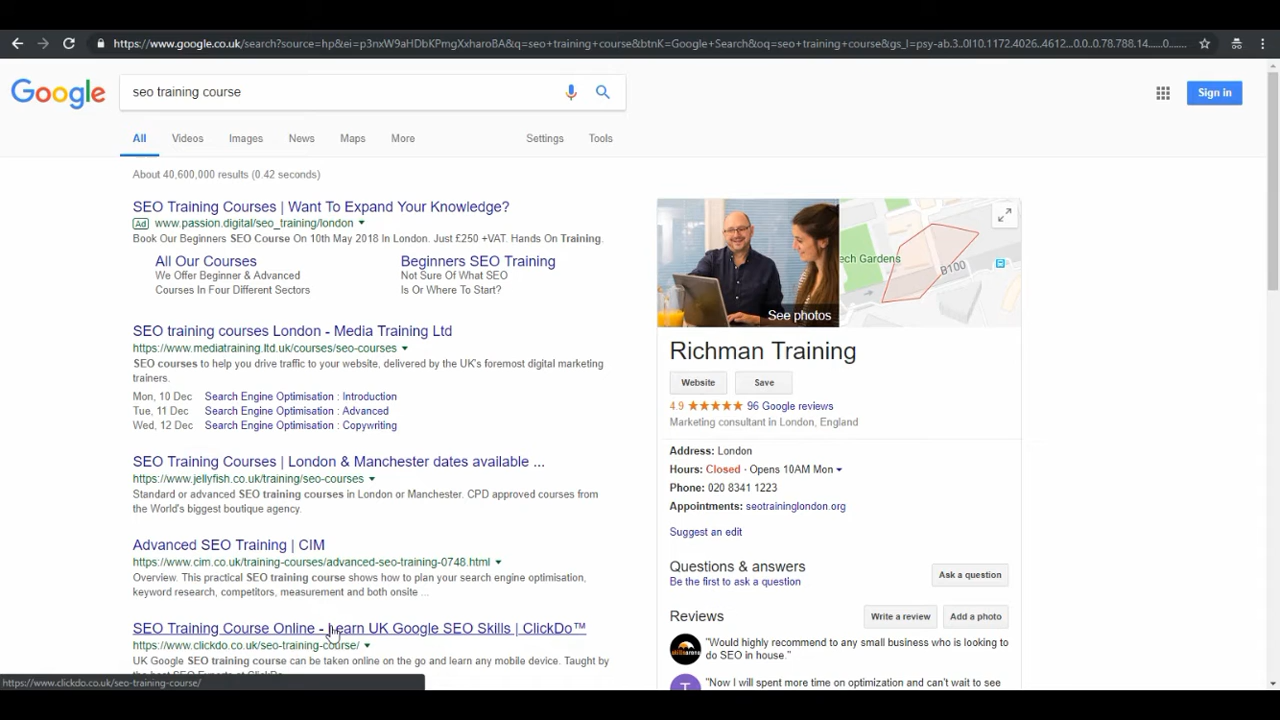 https://www.google.co.uk/search?source=hp&ei=p3nxW9aHDbKPmgXxharoBA&q=seo+training+course&btnK=Google+Search&oq=seo+training+course&gs_l=psy-ab.3..0l10.1172.4026..4612...0.0..0.78.788.14......0......
Google
seo training course
Sign in
All Videos Images News Maps More Settings Tools
About 40,600,000 results (0.42 seconds)
SEO Training Courses | Want To Expand Your Knowledge?
Ad www.passion.digital/seo_training/london
Book Our Beginners SEO Course On 10th May 2018 In London. Just £250 +VAT. Hands On Training.
All Our Courses
We Offer Beginner & Advanced
Courses In Four Different Sectors
Beginners SEO Training
Not Sure Of What SEO
Is Or Where To Start?
SEO training courses London - Media Training Ltd
https://www.mediatraining.ltd.uk/courses/seo-courses
SEO courses to help you drive traffic to your website, delivered by the UK's foremost digital marketing
trainers.
Mon, 10 Dec Search Engine Optimisation : Introduction
Tue, 11 Dec Search Engine Optimisation : Advanced
Wed, 12 Dec Search Engine Optimisation : Copywriting
SEO Training Courses | London & Manchester dates available ...
https://www.jellyfish.co.uk/training/seo-courses
Standard or advanced SEO training courses in London or Manchester. CPD approved courses from
the World's biggest boutique agency.
Advanced SEO Training | CIM
https://www.cim.co.uk/training-courses/advanced-seo-training-0748.html
Overview. This practical SEO training course shows how to plan your search engine optimisation,
keyword research, competitors, measurement and both onsite ...
SEO Training Course Online - Learn UK Google SEO Skills | ClickDo™
https://www.clickdo.co.uk/seo-training-course/
UK Google SEO training course can be taken online on the go and learn any mobile device. Taught by
https://www.clickdo.co.uk/seo-training-course/
See photos
ech Gardens
B100
Richman Training
Website Save
4.9 96 Google reviews
Marketing consultant in London, England
Address: London
Hours: Closed · Opens 10AM Mon
Phone: 020 8341 1223
Appointments: seotraininglondon.org
Suggest an edit
Questions & answers
Be the first to ask a question
Ask a question
Reviews
Write a review Add a photo
skillsarena
"Would highly recommend to any small business who is looking to
do SEO in house."
T
"Now I will spent more time on optimization and can't wait to see